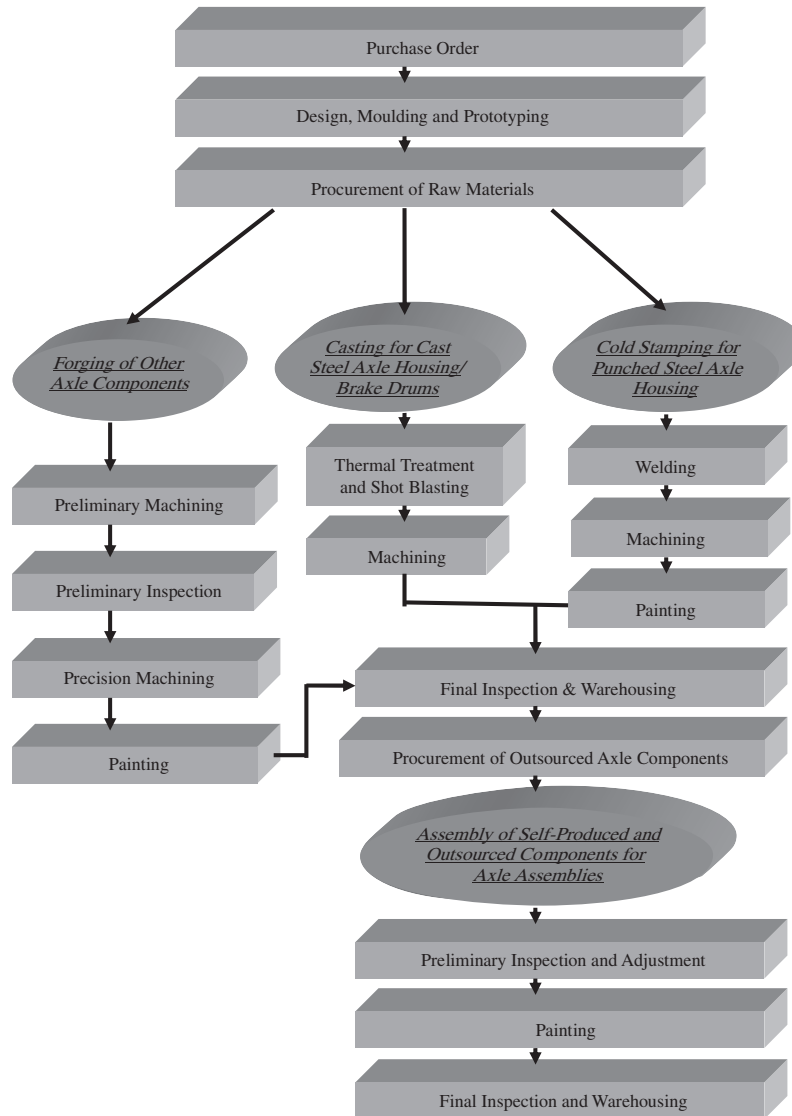 Purchase Order
Design, Moulding and Prototyping
Procurement of Raw Materials
Forging of Other
Axle Components
Preliminary Machining
Preliminary Inspection
Precision Machining
Painting
Casting for Cast
Steel Axle Housing/
Brake Drums
Thermal Treatment
and Shot Blasting
Machining
Cold Stamping for
Punched Steel Axle
Housing
Welding
Machining
Painting
Final Inspection & Warehousing
Procurement of Outsourced Axle Components
Assembly of Self-Produced and
Outsourced Components for
Axle Assemblies
Preliminary Inspection and Adjustment
Painting
Final Inspection and Warehousing